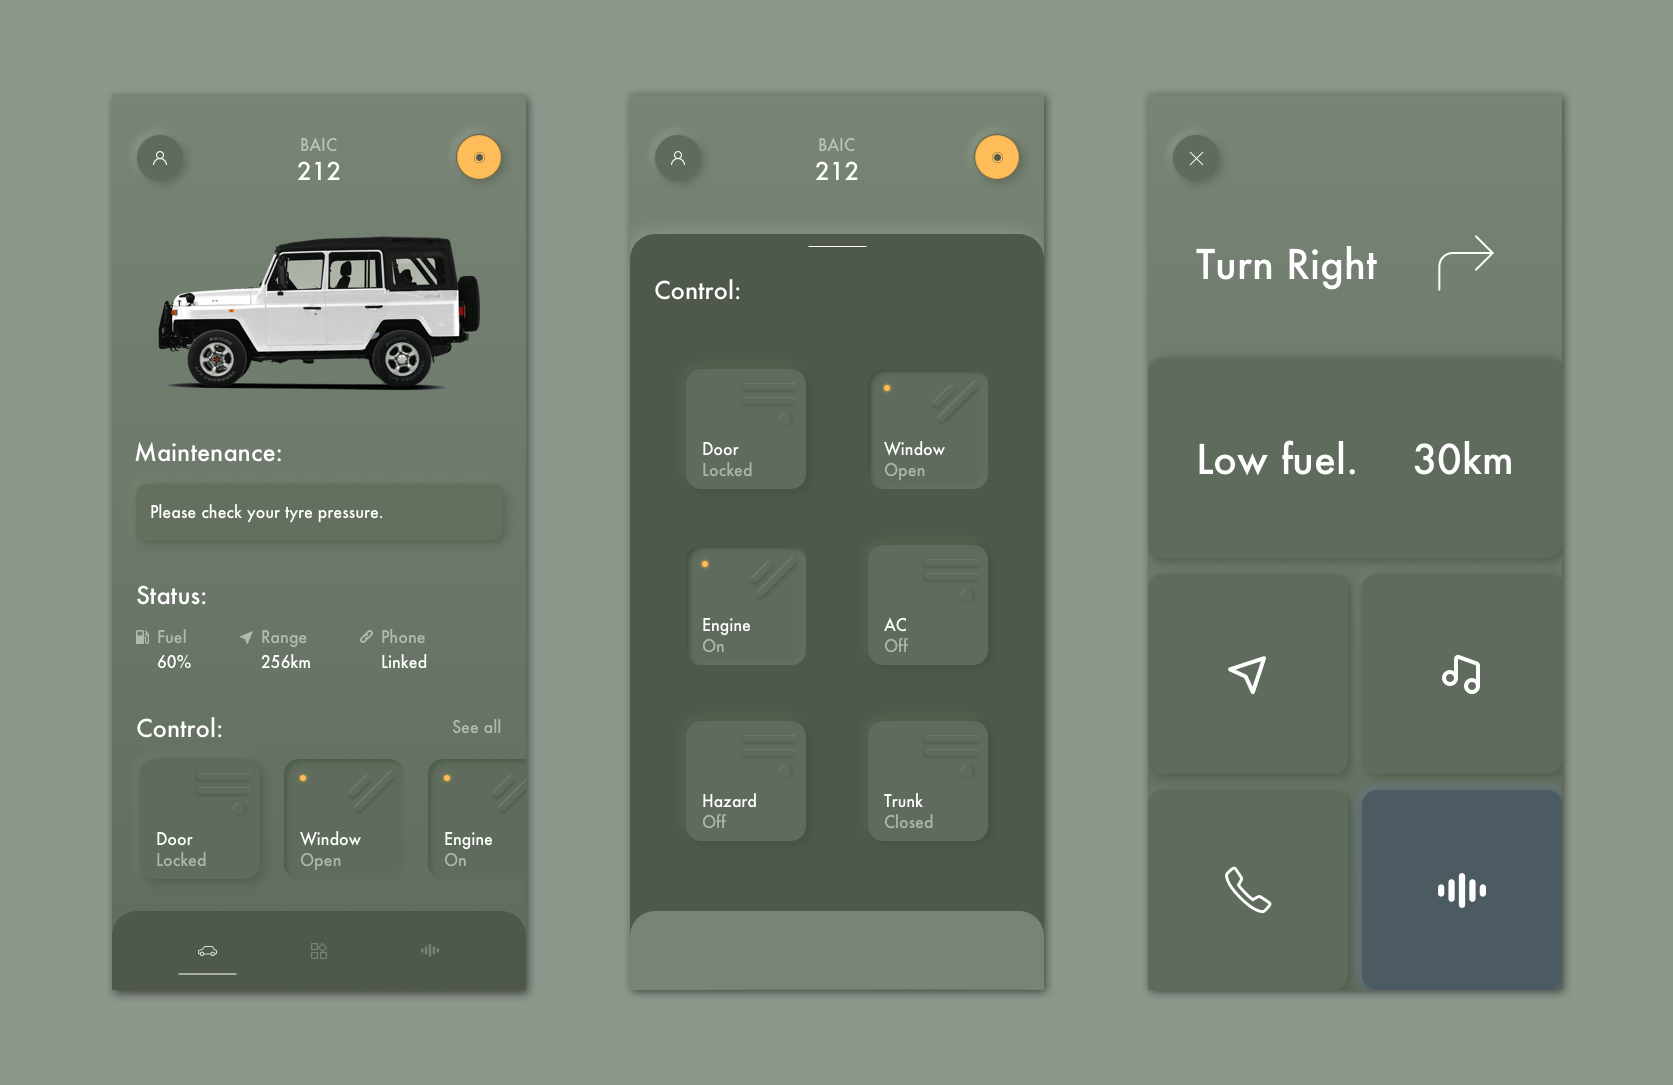 BAIC
212
Maintenance:
Please check your tyre pressure.
Status:
Fuel
60%
Range
256km
Phone
Linked
Control:
See all
Door
Locked
Window
Open
Engine
On
BAIC
212
Control:
Door
Locked
Window
Open
Engine
On
AC
Off
Hazard
Off
Trunk
Closed
Turn Right
Low fuel. 30km